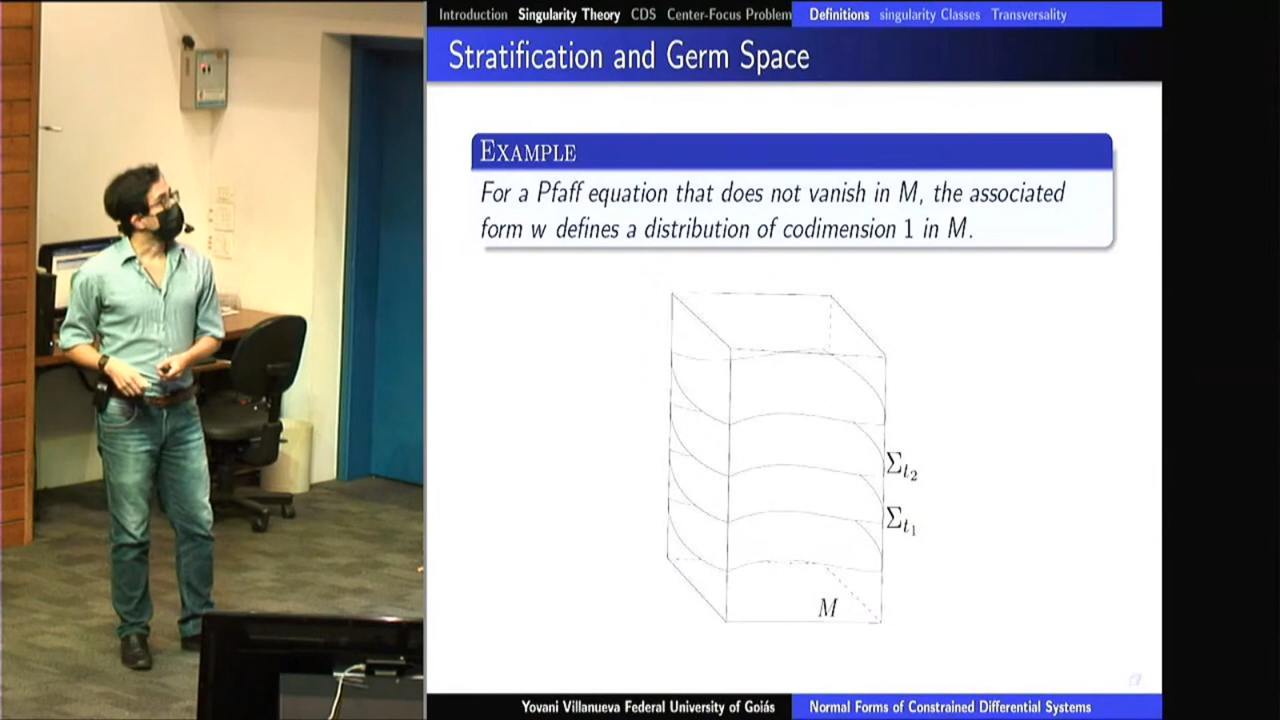 Introduction Singularity Theory CDS Center-Focus Problem Definitions singularity Classes Transversality
Stratification and Germ Space
EXAMPLE
For a Pfaff equation that does not vanish in M, the associated
form w defines a distribution of codimension 1 in M.
Σt₂
Σt₁
M
Yovani Villanueva Federal University of Goiás Normal Forms of Constrained Differential Systems